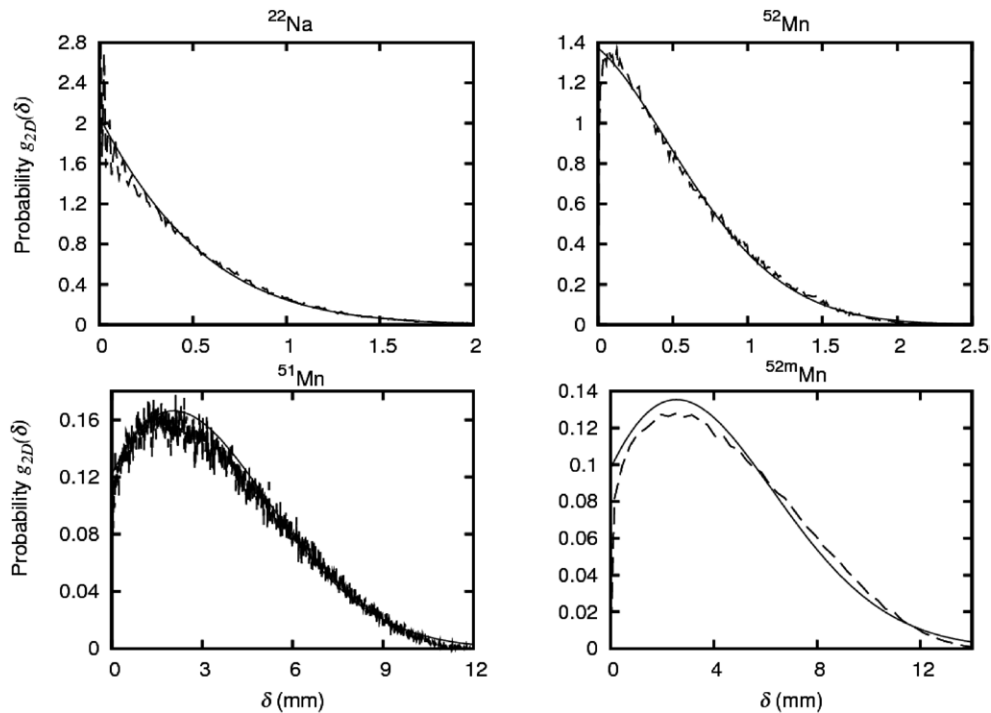 ²²Na
⁵²Mn
Probability g2D(δ)
2.8
2.4
2
1.6
1.2
0.8
0.4
0
0 0.5 1 1.5 2
1.4
1.2
1
0.8
0.6
0.4
0.2
0
0 0.5 1 1.5 2 2.5
⁵¹Mn
⁵²ᵐMn
Probability g2D(δ)
0.16
0.12
0.08
0.04
0
0 3 6 9 12
δ (mm)
0.14
0.12
0.1
0.08
0.06
0.04
0.02
0
0 4 8 12
δ (mm)